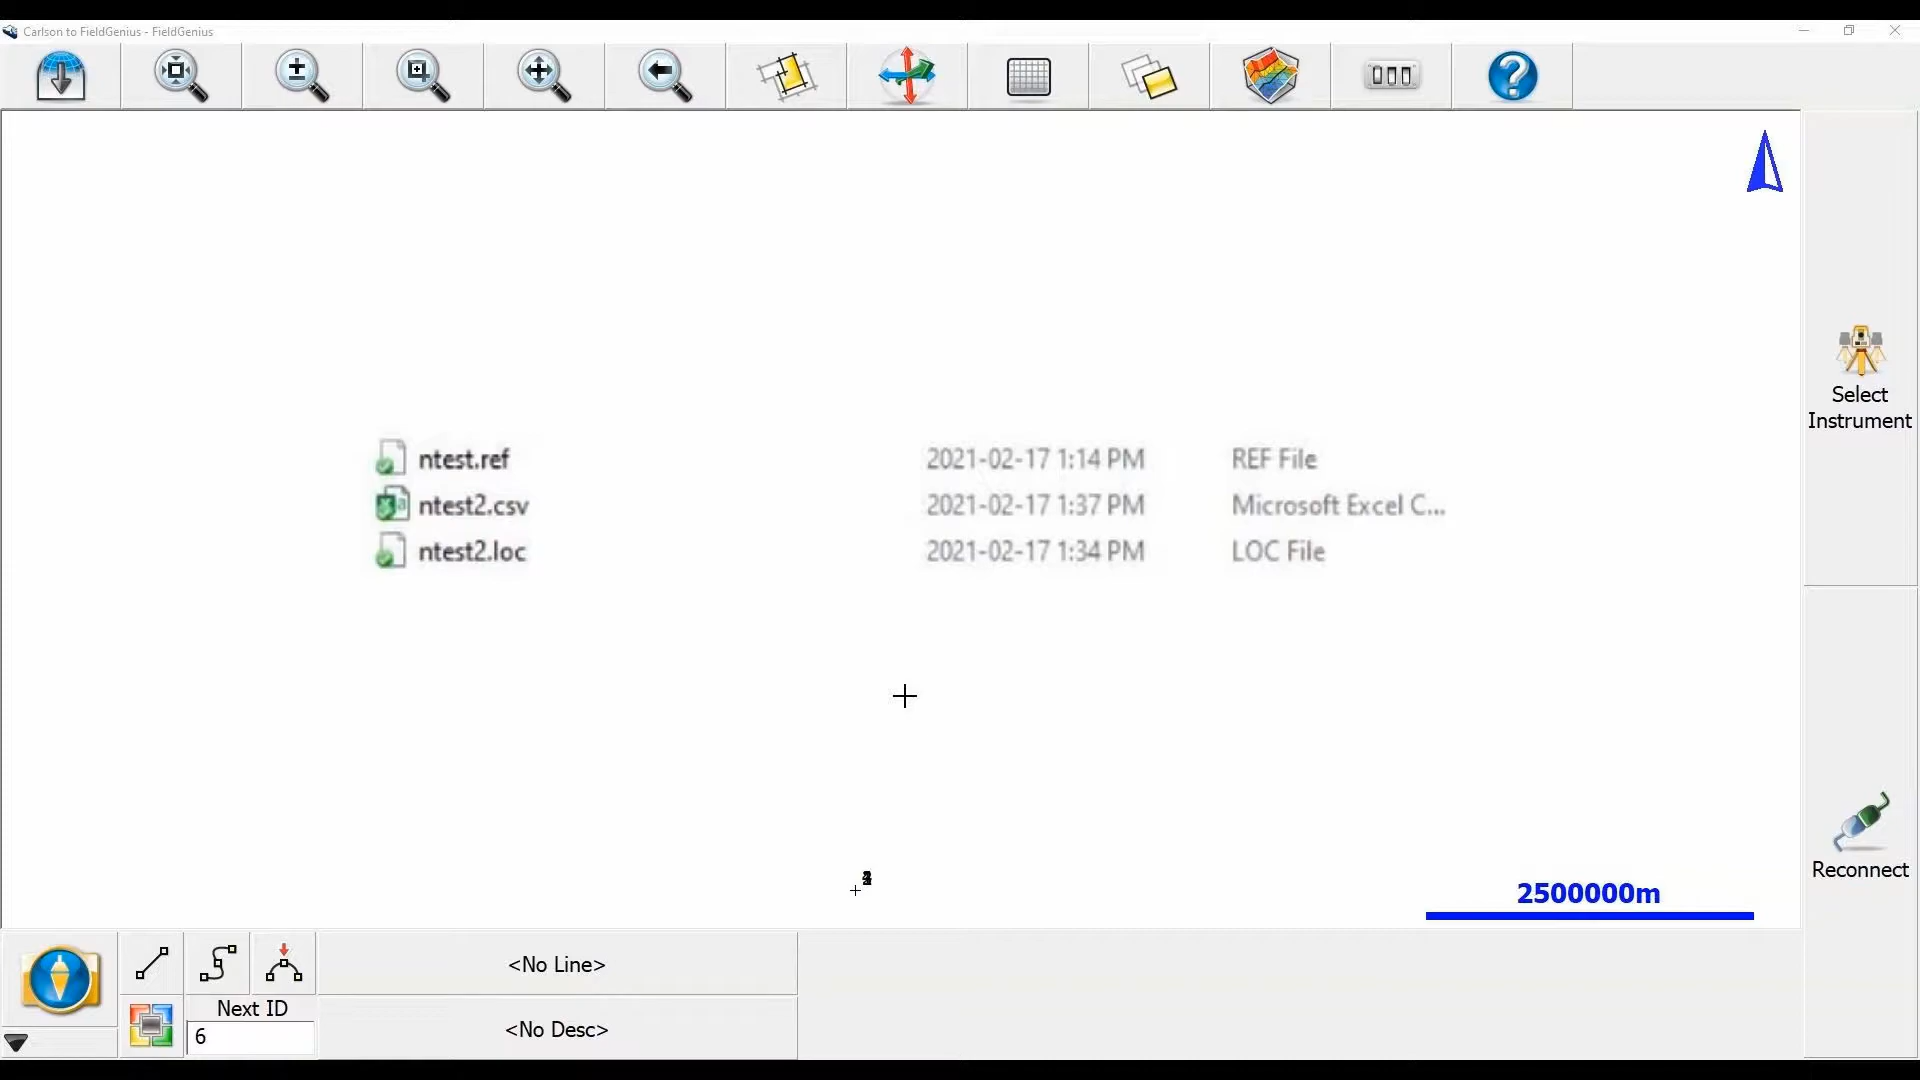 Carlson to FieldGenius - FieldGenius
Select
Instrument
ntest.ref 2021-02-17 1:14 PM REF File
ntest2.csv 2021-02-17 1:37 PM Microsoft Excel C...
ntest2.loc 2021-02-17 1:34 PM LOC File
Reconnect
2500000m
<No Line>
Next ID
6
<No Desc>